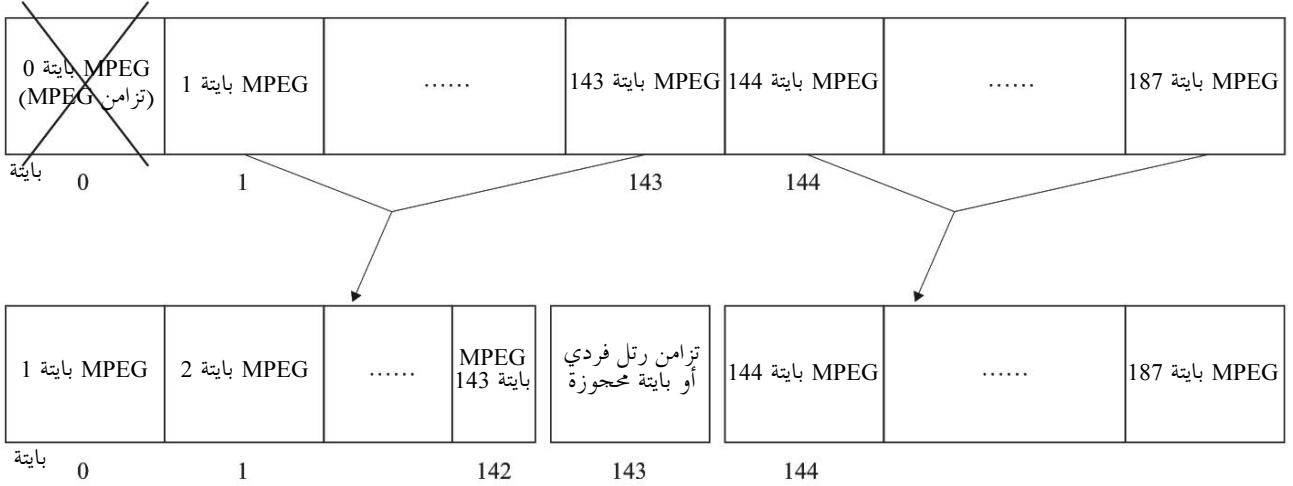 MPEG بايتة 0
(تزامن MPEG)
MPEG بايتة 1
......
MPEG بايتة 143
MPEG بايتة 144
......
MPEG بايتة 187
بايتة
0
1
143
144
MPEG بايتة 1
MPEG بايتة 2
......
MPEG
بايتة 143
تزامن رتل فردي
أو بايتة محجوزة
MPEG بايتة 144
......
MPEG بايتة 187
بايتة
0
1
142
143
144